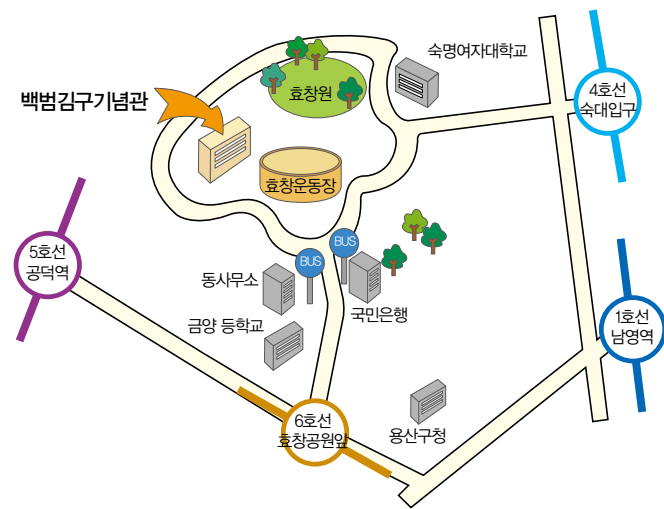 숙명여자대학교
4호선
숙대입구
효창원
백범김구기념관
효창운동장
BUS
BUS
5호선
공덕역
동사무소
국민은행
금양 등학교
1호선
남영역
6호선
효창공원앞
용산구청